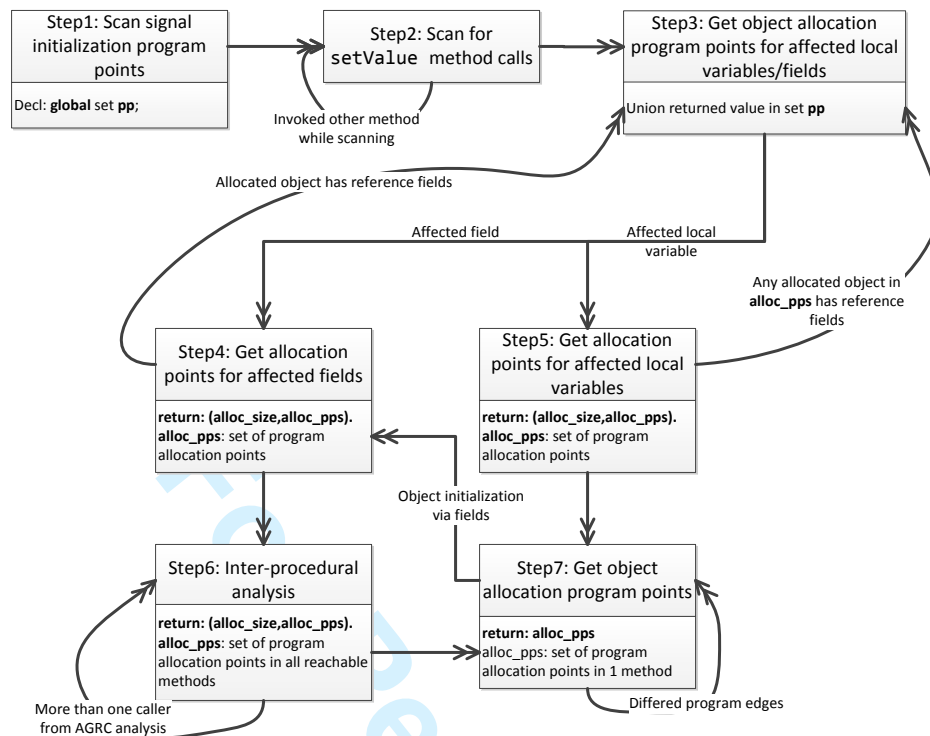 Step1: Scan signal
initialization program
points
Decl: global set pp;
Step2: Scan for
setValue method calls
Invoked other method
while scanning
Step3: Get object allocation
program points for affected local
variables/fields
Union returned value in set pp
Allocated object has reference fields
Affected field
Affected local
variable
Any allocated object in
alloc_pps has reference
fields
Step4: Get allocation
points for affected fields
return: (alloc_size,alloc_pps).
alloc_pps: set of program
allocation points
Step5: Get allocation
points for affected local
variables
return: (alloc_size,alloc_pps).
alloc_pps: set of program
allocation points
Object initialization
via fields
Step6: Inter-procedural
analysis
return: (alloc_size,alloc_pps).
alloc_pps: set of program
allocation points in all reachable
methods
Step7: Get object
allocation program points
return: alloc_pps
alloc_pps: set of program
allocation points in 1 method
More than one caller
from AGRC analysis
Differed program edges